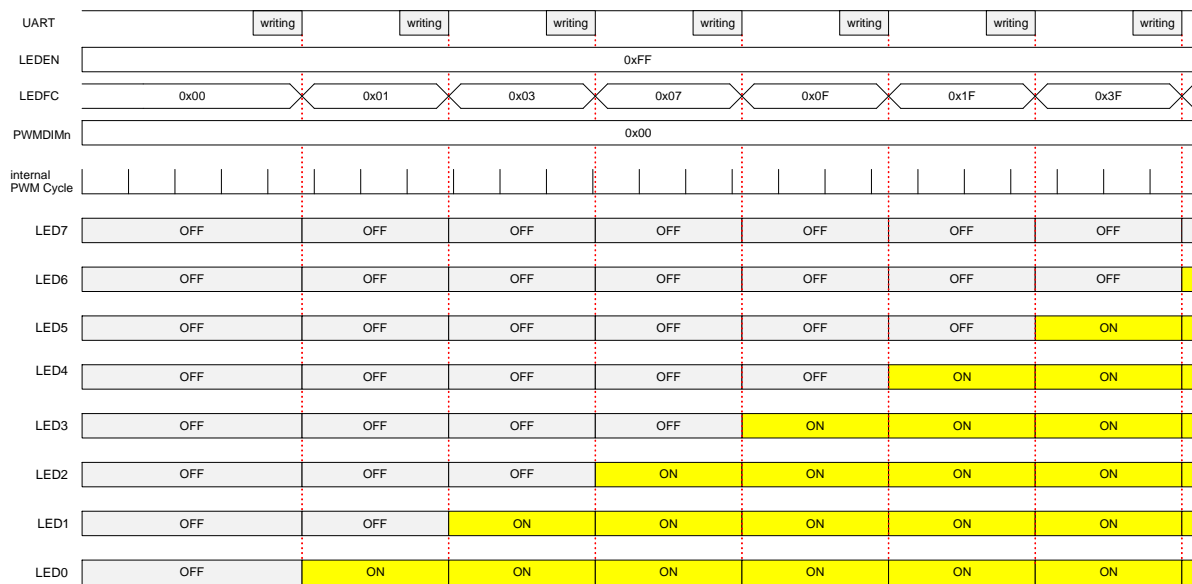 UART writing writing writing writing writing writing writing
LEDEN 0xFF
LEDFC 0x00 0x01 0x03 0x07 0x0F 0x1F 0x3F
PWMDIMn 0x00
internal
PWM Cycle
LED7 OFF OFF OFF OFF OFF OFF OFF
LED6 OFF OFF OFF OFF OFF OFF OFF
LED5 OFF OFF OFF OFF OFF OFF ON
LED4 OFF OFF OFF OFF OFF ON ON
LED3 OFF OFF OFF OFF ON ON ON
LED2 OFF OFF OFF ON ON ON ON
LED1 OFF OFF ON ON ON ON ON
LED0 OFF ON ON ON ON ON ON